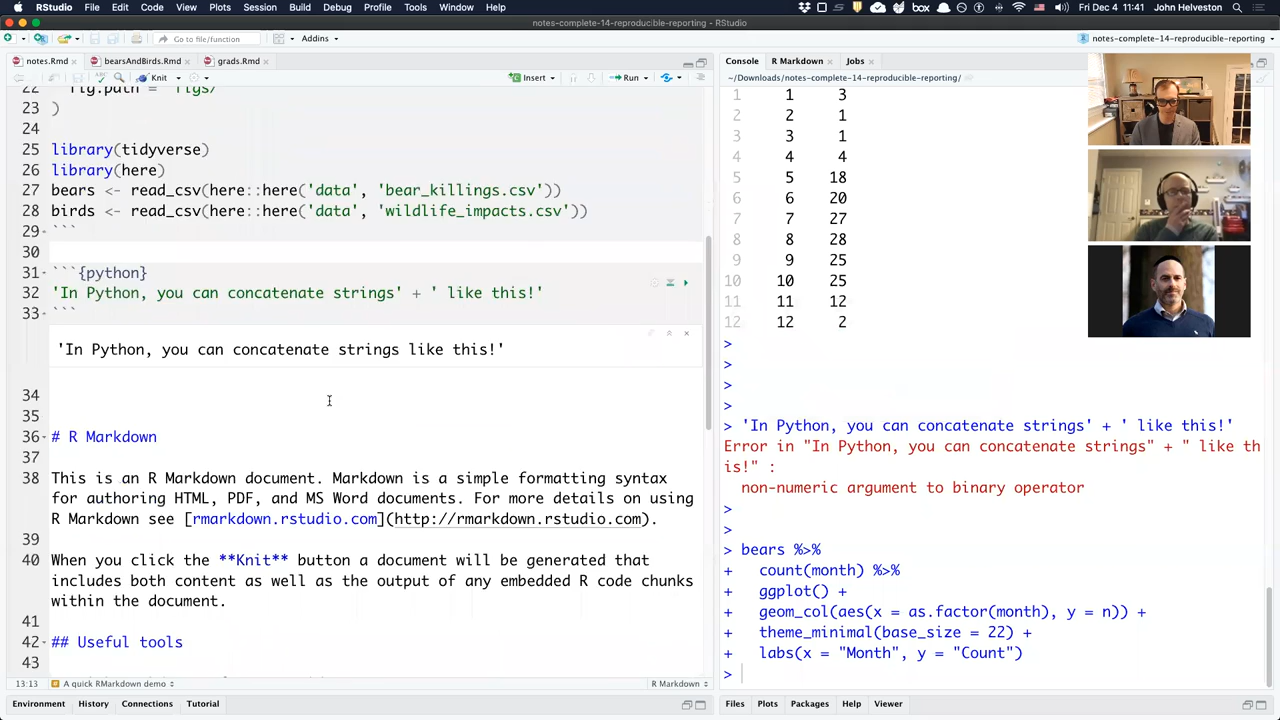 RStudio File Edit Code View Plots Session Build Debug Profile Tools Window Help
box
Fri Dec 4 11:41 John Helveston
notes-complete-14-reproducible-reporting - RStudio
Go to file/function
Addins
notes-complete-14-reproducible-reporting
notes.Rmd
bearsAndBirds.Rmd
grads.Rmd
ABC
Knit
Insert
Run
22 fig.path = "figs/"
23 )
24
25 library(tidyverse)
26 library(here)
27 bears <- read_csv(here::here('data', 'bear_killings.csv'))
28 birds <- read_csv(here::here('data', 'wildlife_impacts.csv'))
29 ```
30
31 ```{python}
32 'In Python, you can concatenate strings' + ' like this!'
33 ```
'In Python, you can concatenate strings like this!'
34
35
36 # R Markdown
37
38 This is an R Markdown document. Markdown is a simple formatting syntax
for authoring HTML, PDF, and MS Word documents. For more details on using
R Markdown see [rmarkdown.rstudio.com](http://rmarkdown.rstudio.com).
39
40 When you click the **Knit** button a document will be generated that
includes both content as well as the output of any embedded R code chunks
within the document.
41
42 ## Useful tools
43
13:13 A quick RMarkdown demo
R Markdown
Environment History Connections Tutorial
Console R Markdown Jobs
~/Downloads/notes-complete-14-reproducible-reporting/
1 1 3
2 2 1
3 3 1
4 4 4
5 5 18
6 6 20
7 7 27
8 8 28
9 9 25
10 10 25
11 11 12
12 12 2
>
>
>
>
> 'In Python, you can concatenate strings' + ' like this!'
Error in "In Python, you can concatenate strings" + " like th
is!" :
non-numeric argument to binary operator
>
>
> bears %>%
+ count(month) %>%
+ ggplot() +
+ geom_col(aes(x = as.factor(month), y = n)) +
+ theme_minimal(base_size = 22) +
+ labs(x = "Month", y = "Count")
>
Files Plots Packages Help Viewer